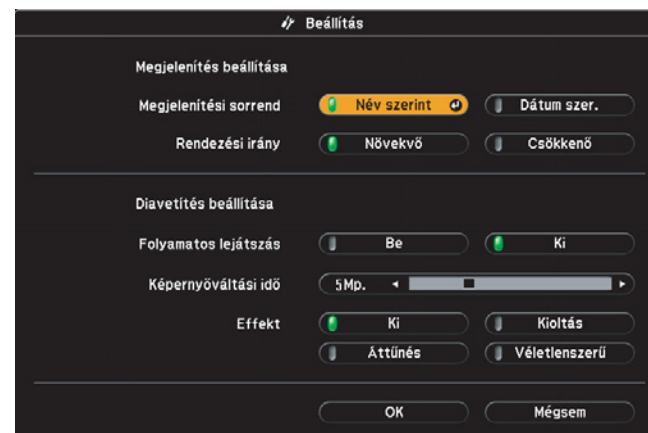 Beállítás
Megjelenítés beállítása
Megjelenítési sorrend Név szerint Dátum szer.
Rendezési irány Növekvő Csökkenő
Diavetítés beállítása
Folyamatos lejátszás Be Ki
Képernyőváltási idő 5Mp.
Effekt Ki Kioltás
Áttűnés Véletlenszerű
OK Mégsem